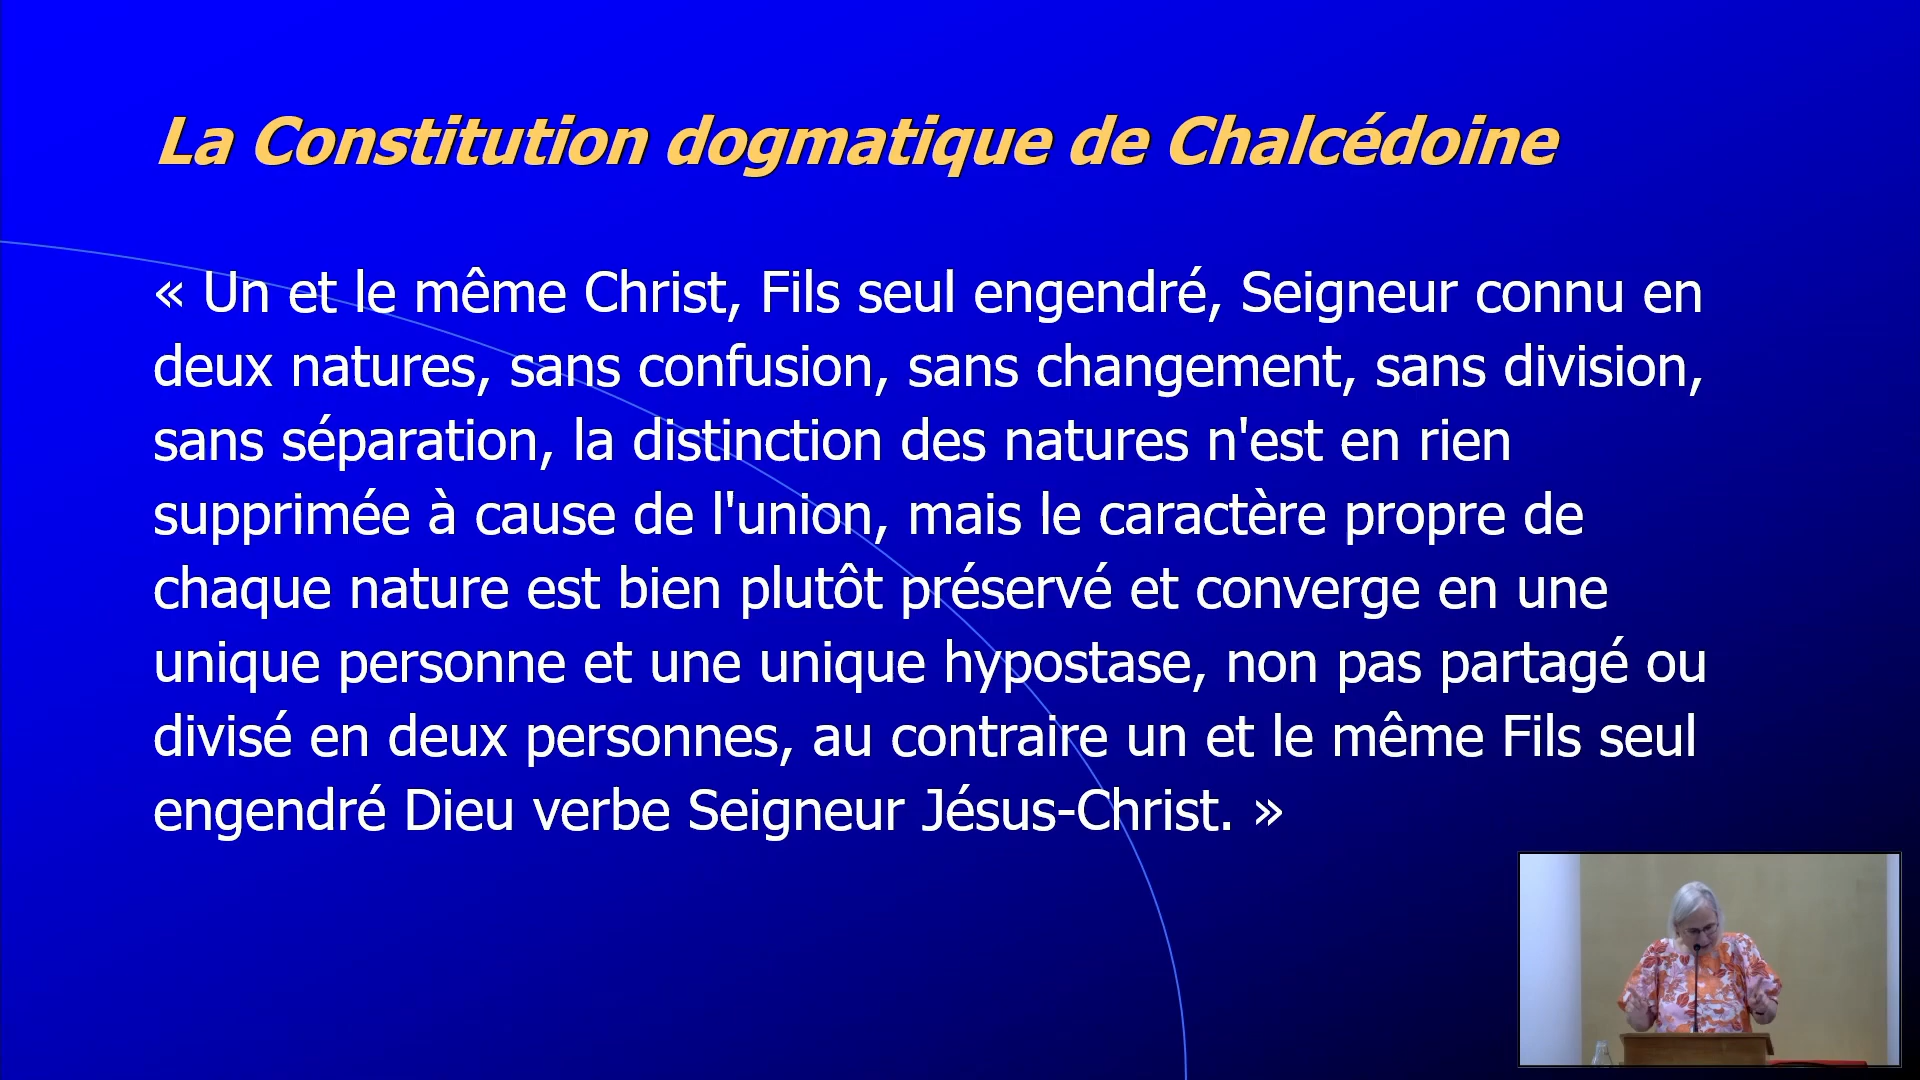 La Constitution dogmatique de Chalcédoine
« Un et le même Christ, Fils seul engendré, Seigneur connu en
deux natures, sans confusion, sans changement, sans division,
sans séparation, la distinction des natures n'est en rien
supprimée à cause de l'union, mais le caractère propre de
chaque nature est bien plutôt préservé et converge en une
unique personne et une unique hypostase, non pas partagé ou
divisé en deux personnes, au contraire un et le même Fils seul
engendré Dieu verbe Seigneur Jésus-Christ. »